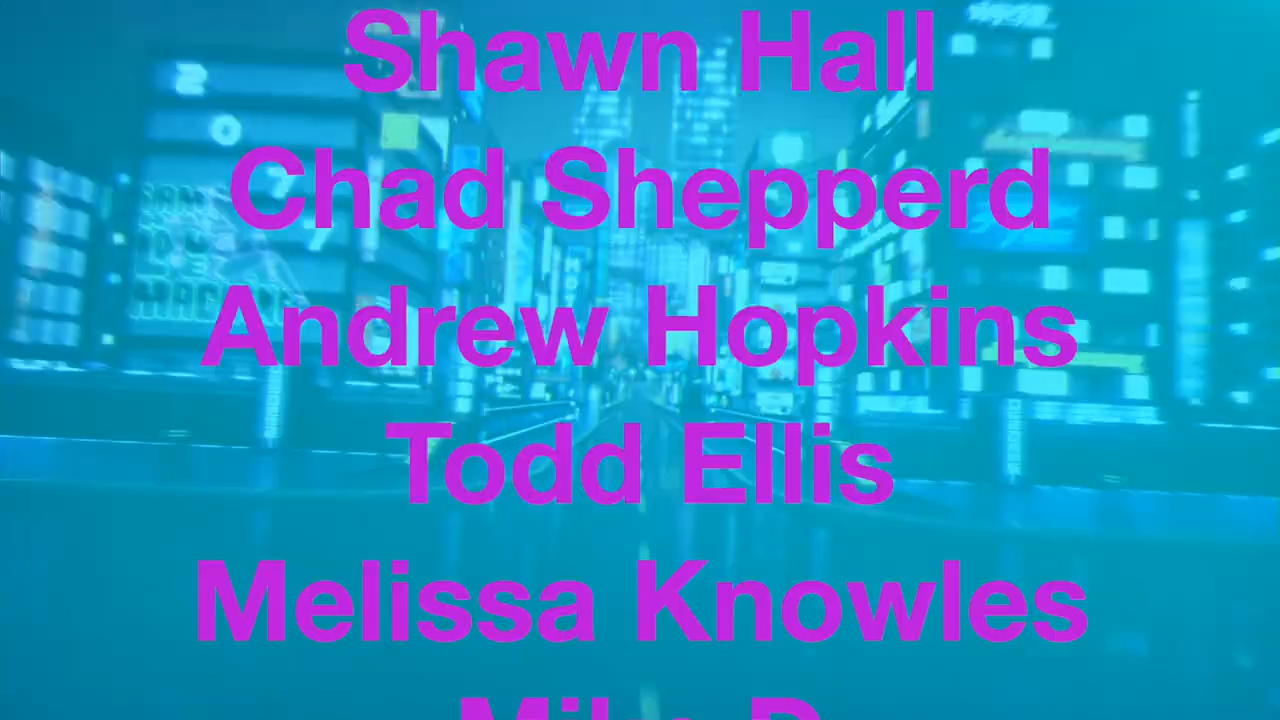 Shawn Hall
Chad Shepperd
Andrew Hopkins
Todd Ellis
Melissa Knowles